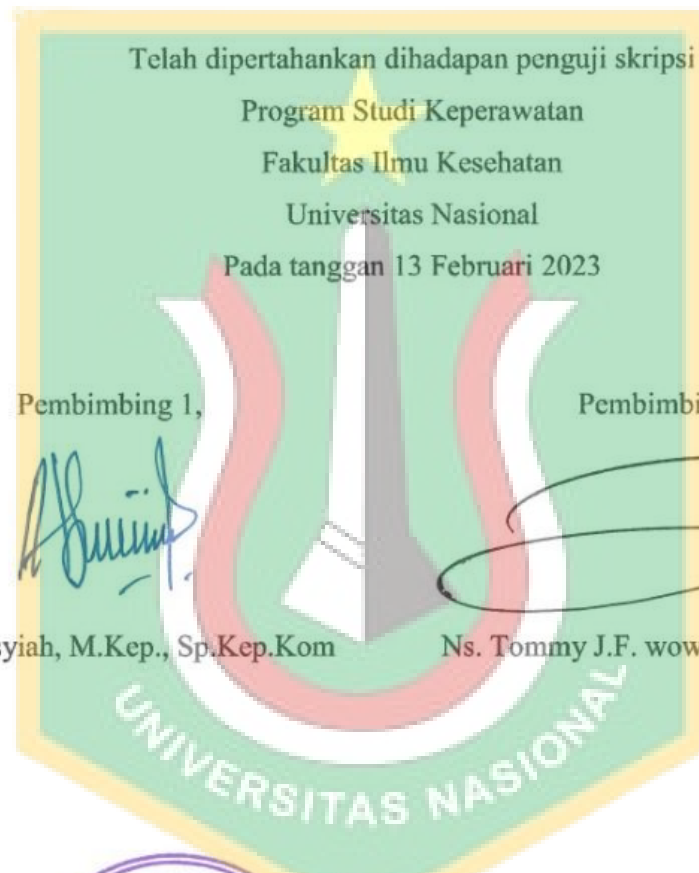 Telah dipertahankan dihadapan penguji skripsi
Program Studi Keperawatan
Fakultas Ilmu Kesehatan
Universitas Nasional
Pada tanggan 13 Februari 2023
Pembimbing 1,
M.Kep., Sp.Kep.Kom
Ns. Tommy J.F.
UNIVERSITAS NASIONAL